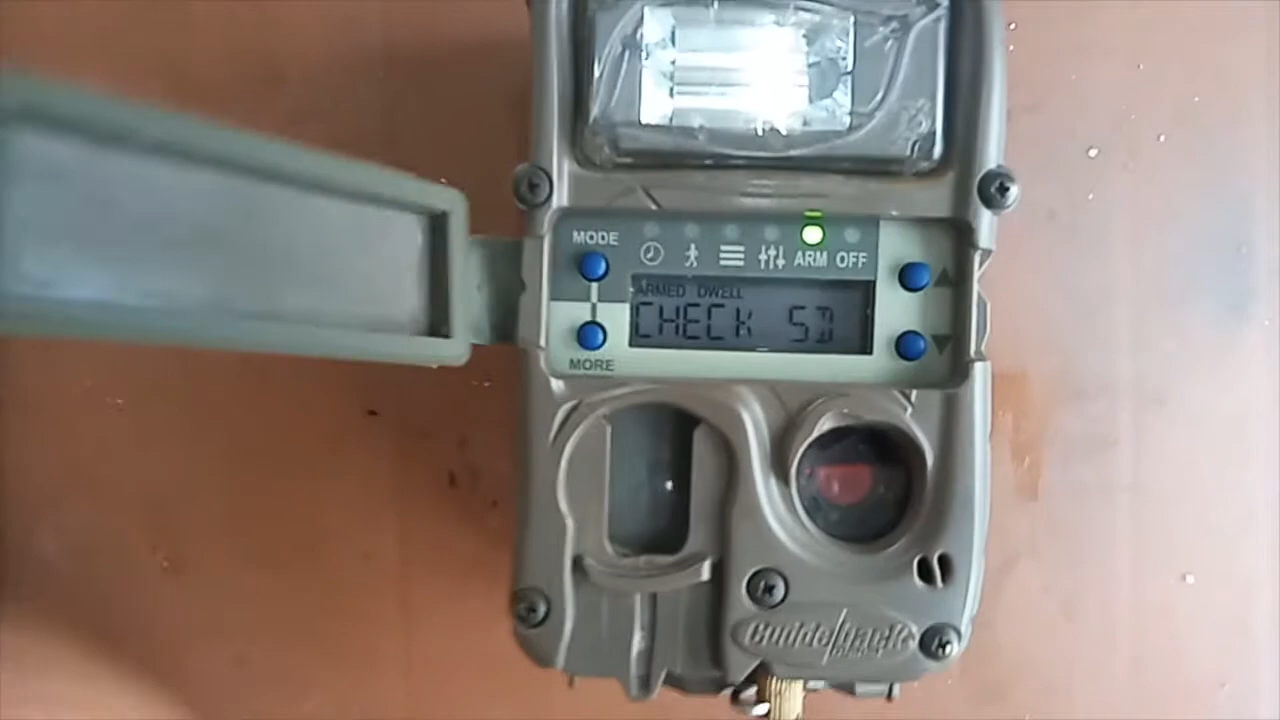 MODE
ARM OFF
ARMED DWELL
CHECK SD
MORE
Cuddeback